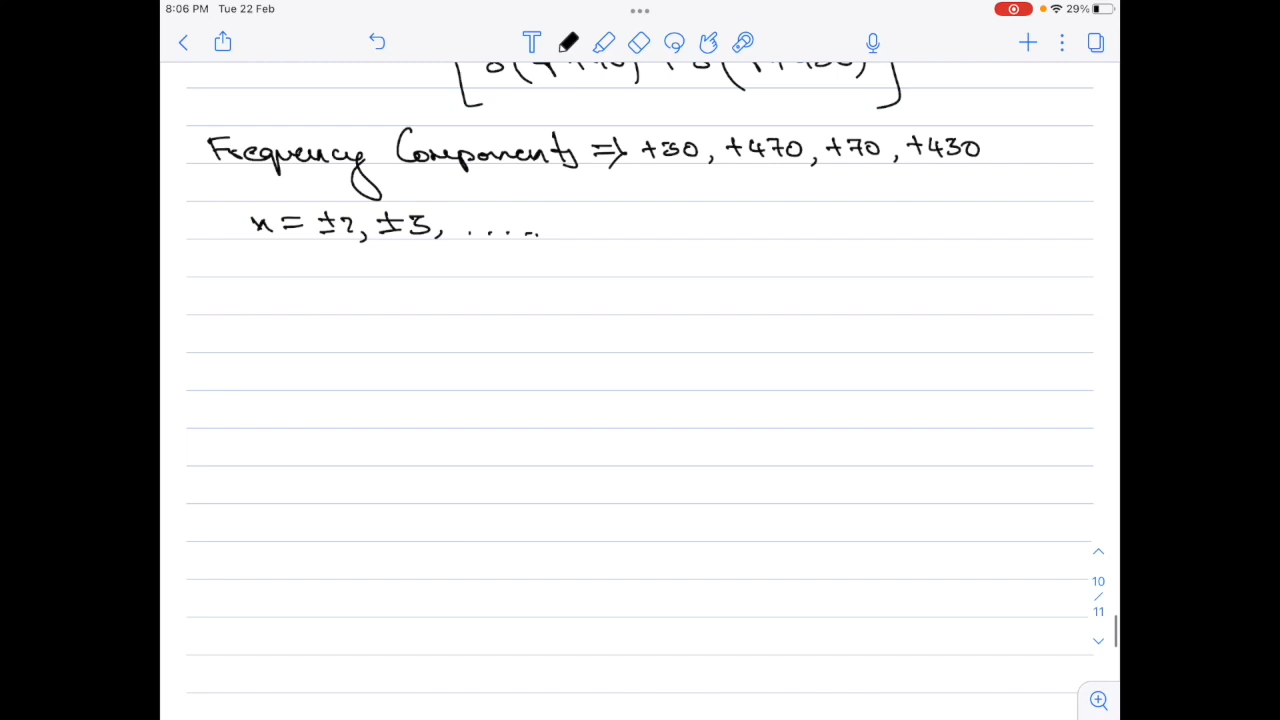 8:06 PM Tue 22 Feb
29%
T
Frequency Components => +30, +470, +70, +430
n = ±2, ±3, .....
10
/
11